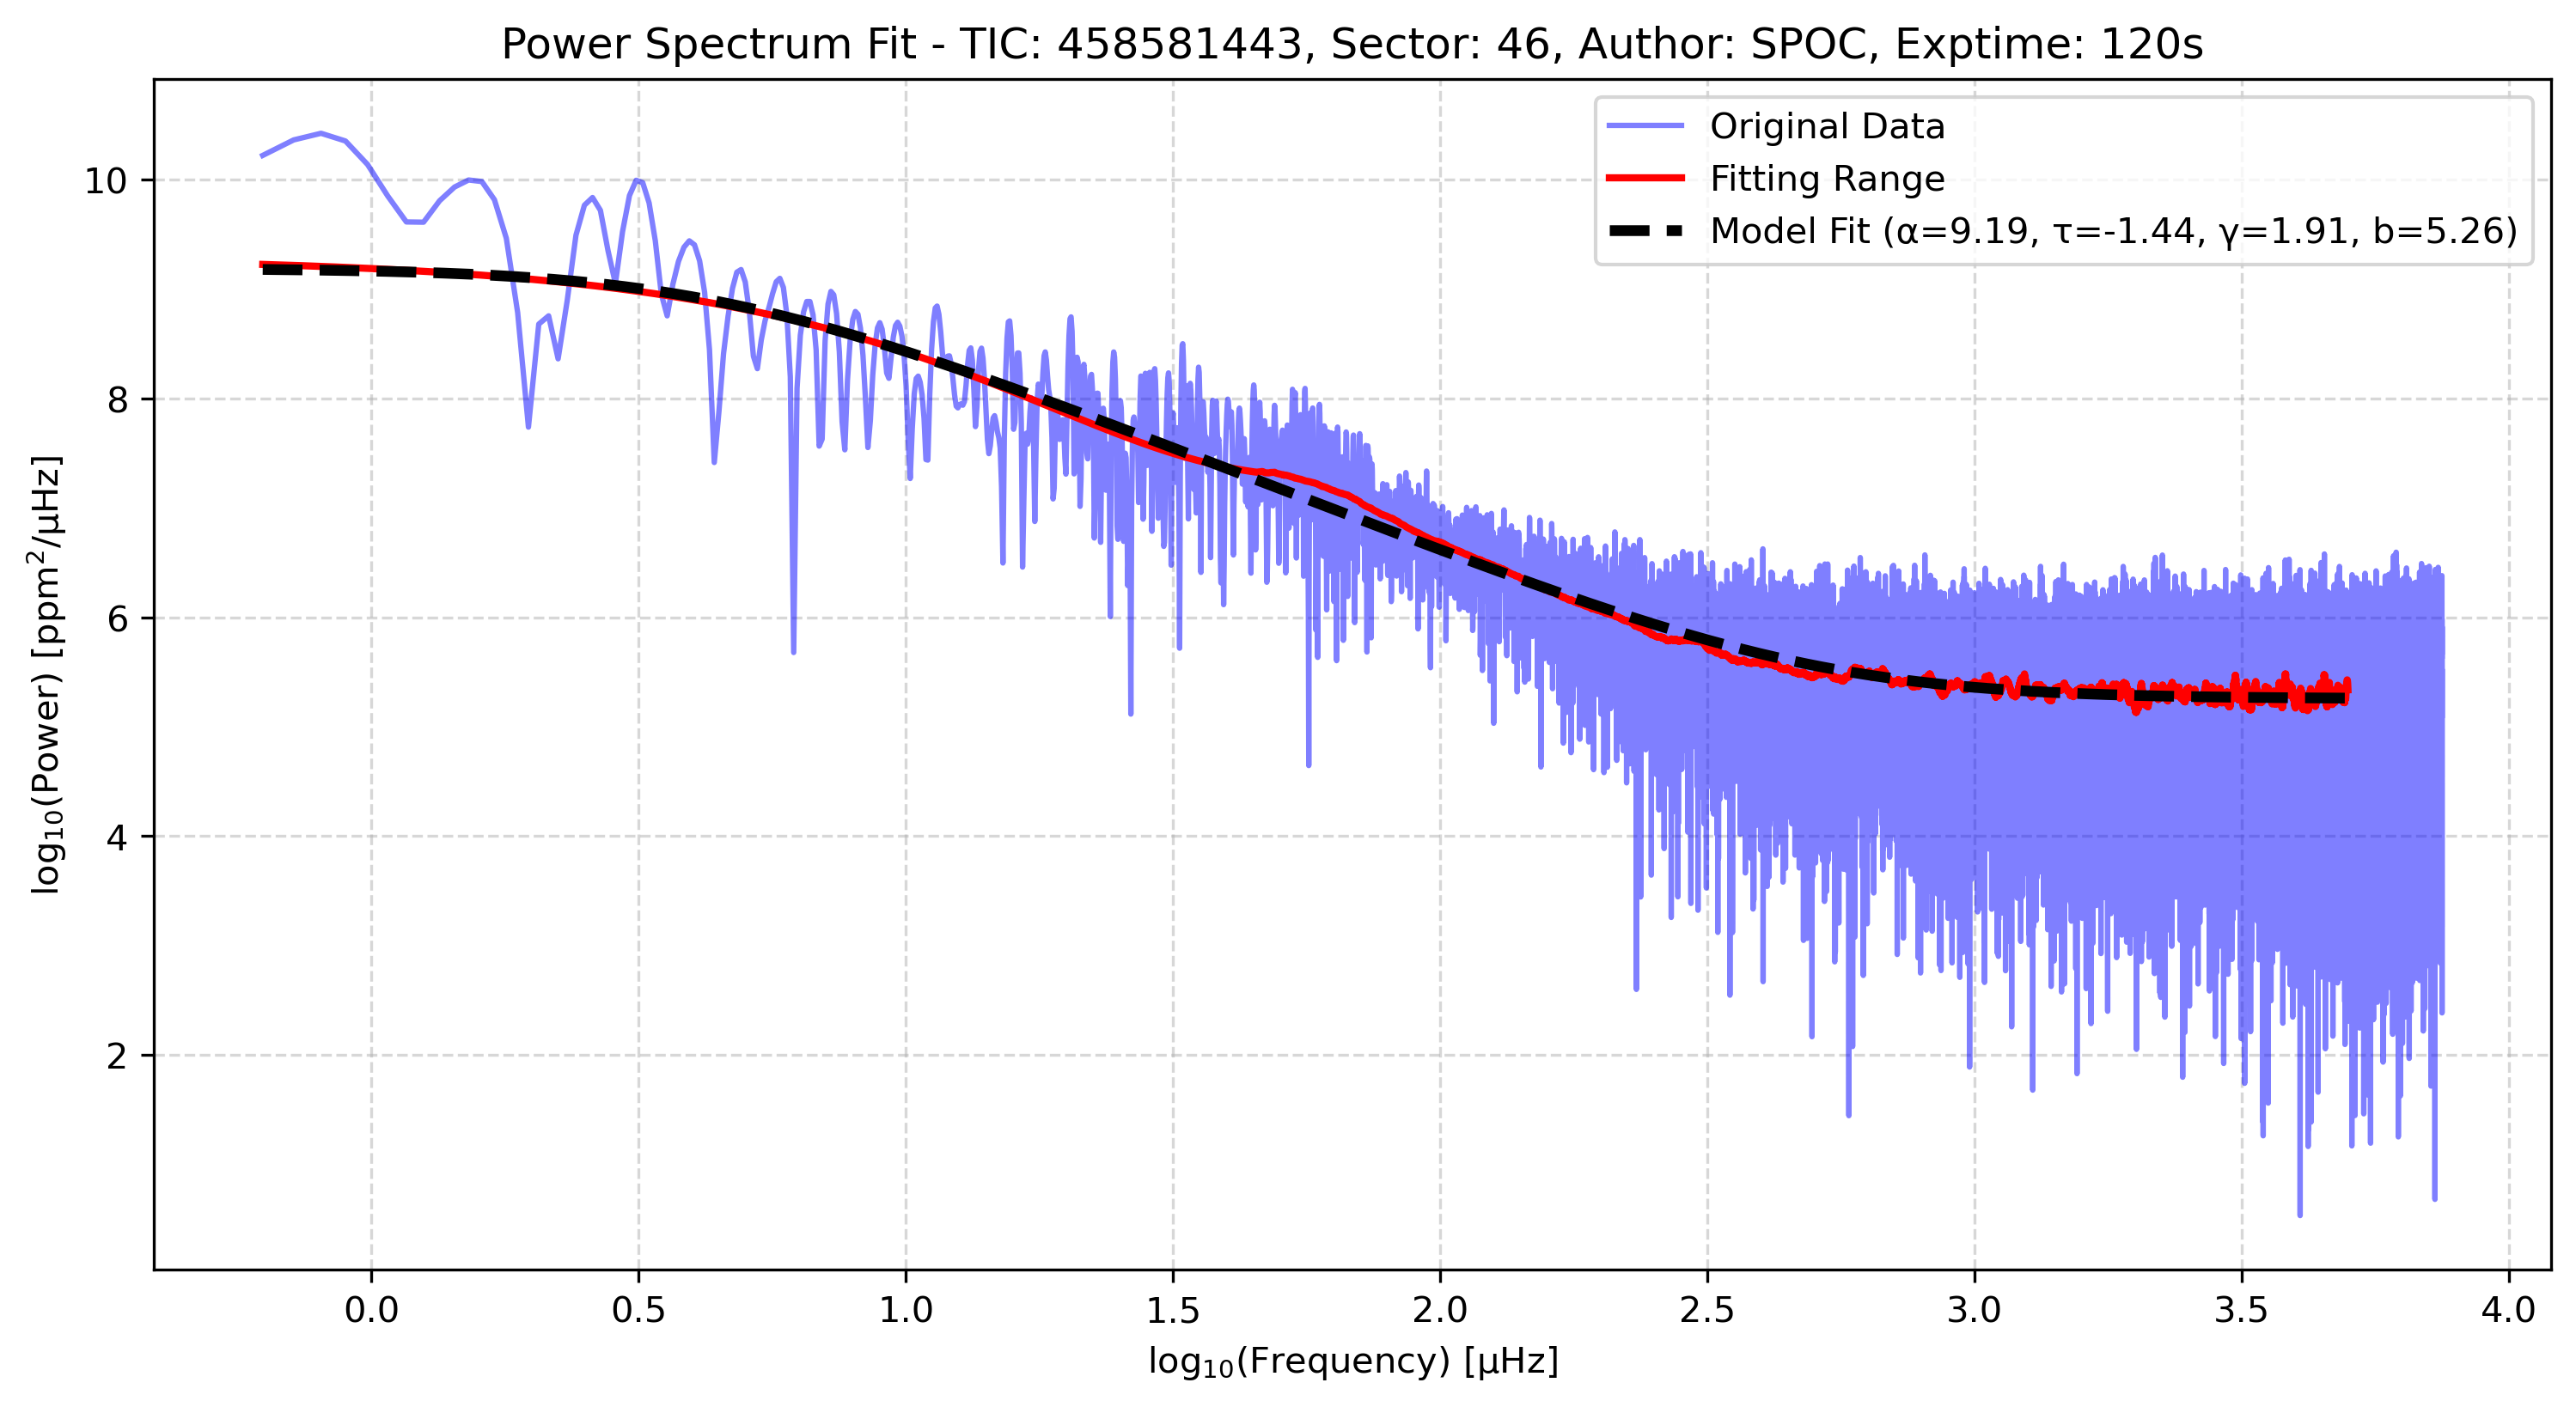 Power Spectrum Fit - TIC: 458581443, Sector: 46, Author: SPOC, Exptime: 120s
Original Data
Fitting Range
Model Fit (α=9.19, τ=-1.44, γ=1.91, b=5.26)
log₁₀(Power) [ppm²/μHz]
10
8
6
4
2
0.0 0.5 1.0 1.5 2.0 2.5 3.0 3.5 4.0
log₁₀(Frequency) [μHz]